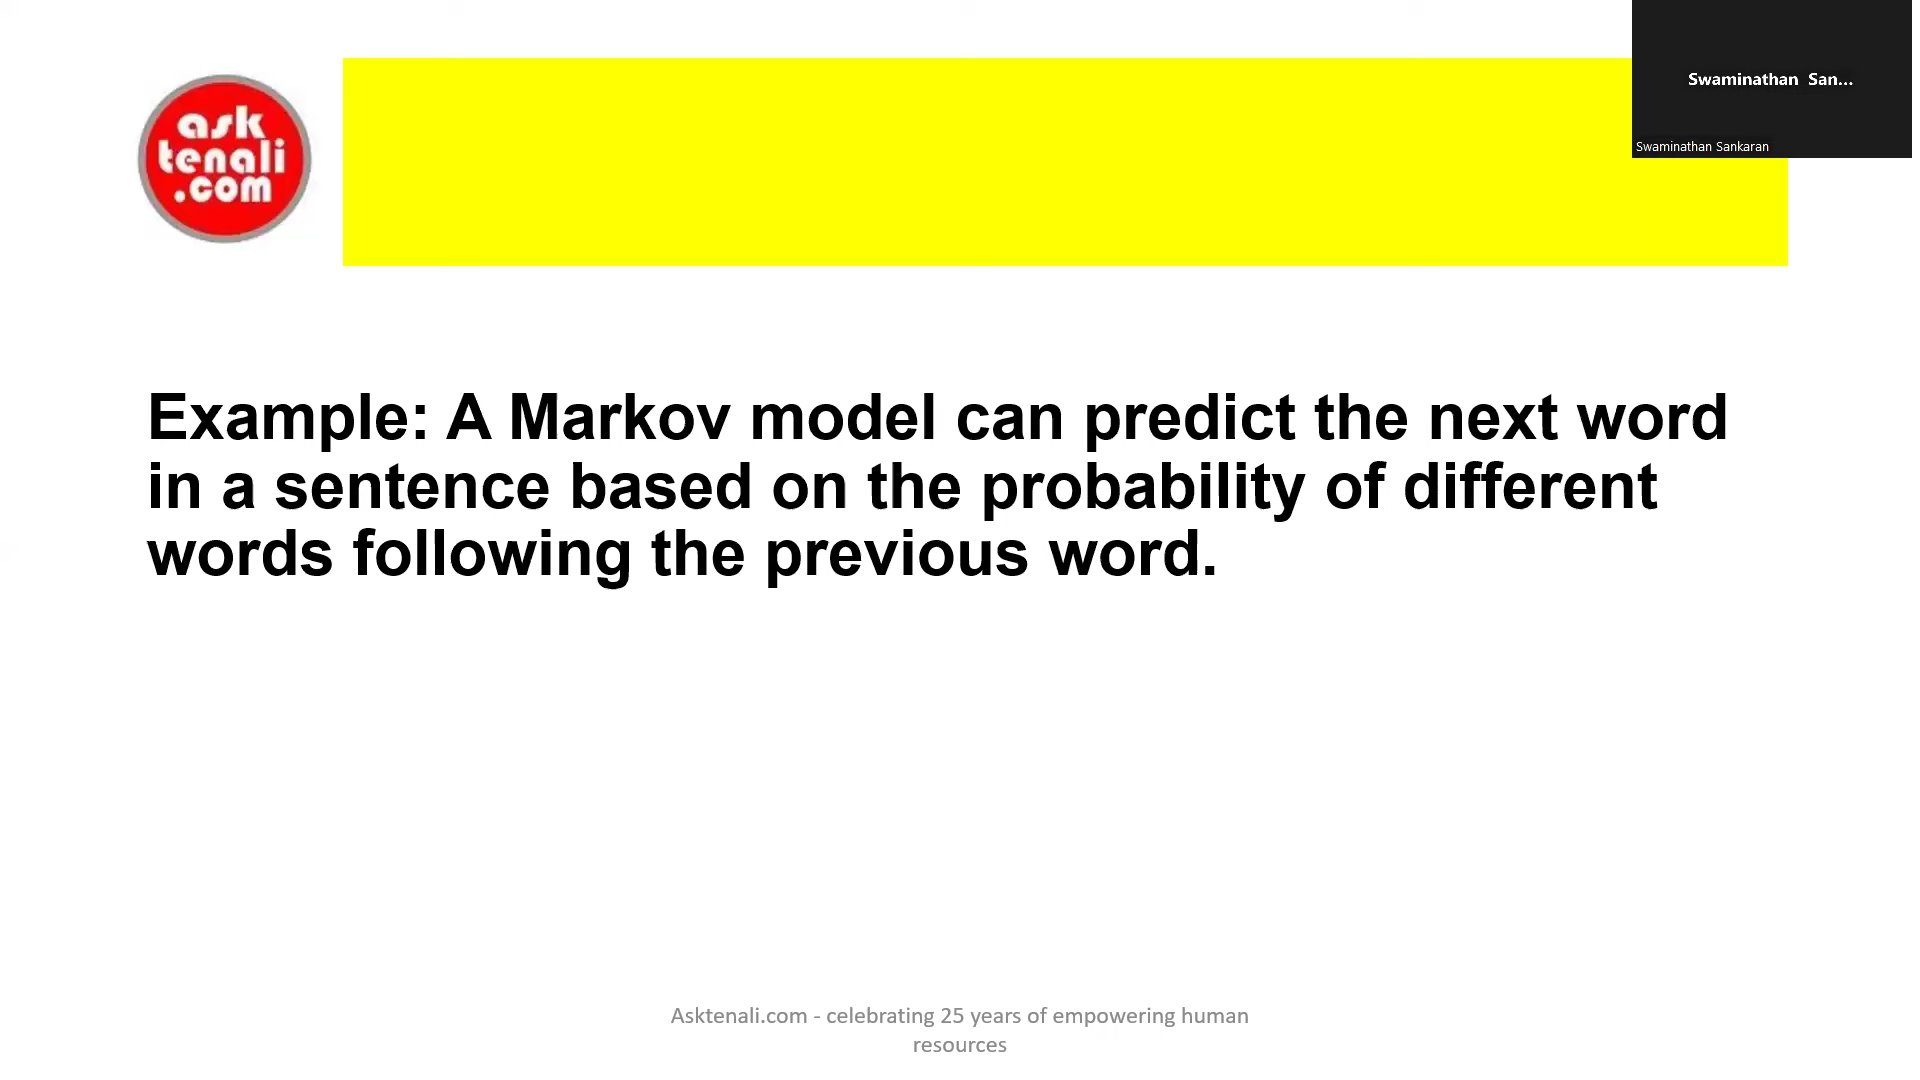 ask
tenali
.com
Swaminathan San...
Swaminathan Sankaran
Example: A Markov model can predict the next word
in a sentence based on the probability of different
words following the previous word.
Asktenali.com - celebrating 25 years of empowering human
resources